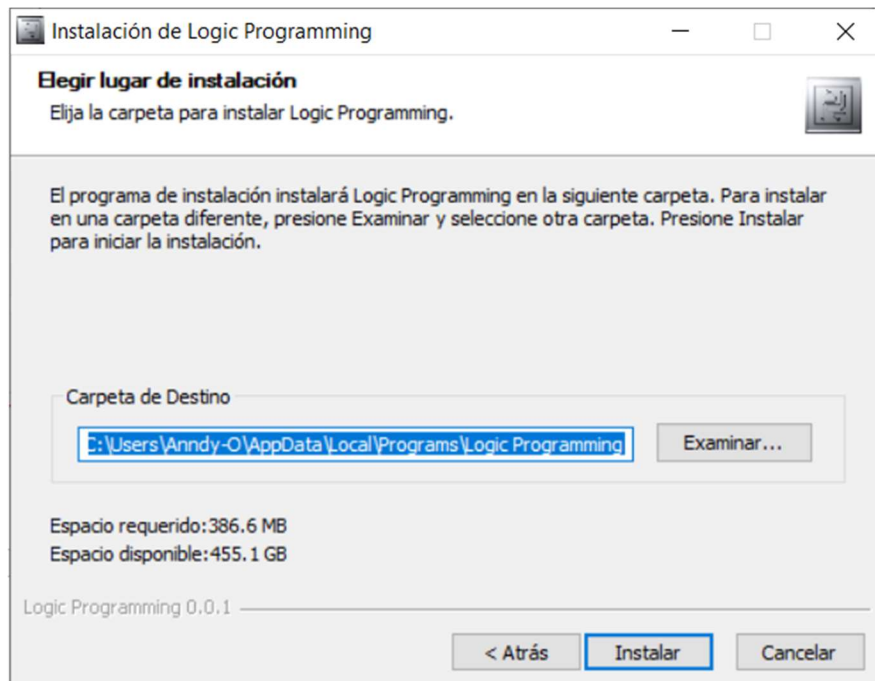 Instalación de Logic Programming
Elegir lugar de instalación
Elija la carpeta para instalar Logic Programming.
El programa de instalación instalará Logic Programming en la siguiente carpeta. Para instalar
en una carpeta diferente, presione Examinar y seleccione otra carpeta. Presione Instalar
para iniciar la instalación.
Carpeta de Destino
C:\Users\Anndy-O\AppData\Local\Programs\Logic Programming
Examinar...
Espacio requerido:386.6 MB
Espacio disponible:455.1 GB
Logic Programming 0.0.1
< Atrás Instalar Cancelar